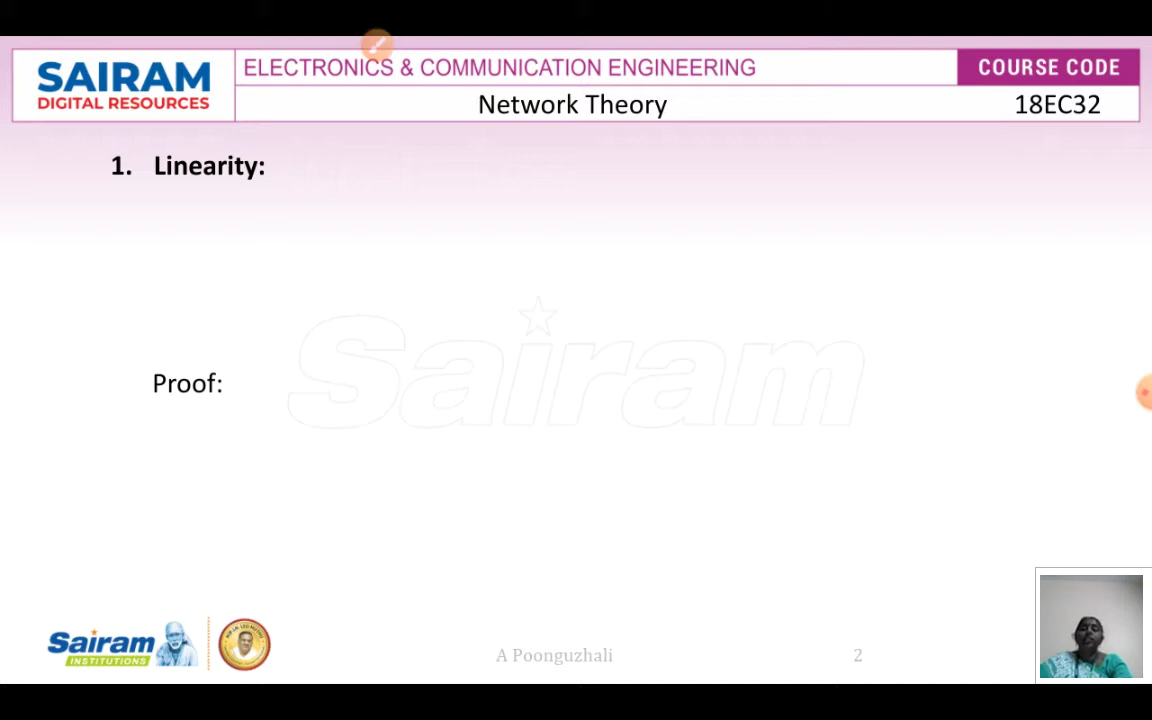 SAIRAM
DIGITAL RESOURCES
ELECTRONICS & COMMUNICATION ENGINEERING
COURSE CODE
Network Theory
18EC32
1. Linearity:
Sairam
Proof:
Sairam
INSTITUTIONS
A Poonguzhali
2